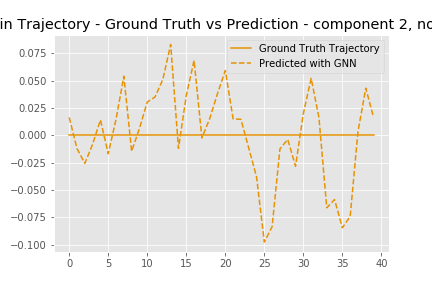 in Trajectory - Ground Truth vs Prediction - component 2, no
Ground Truth Trajectory
Predicted with GNN
0.075
0.050
0.025
0.000
−0.025
−0.050
−0.075
−0.100
0 5 10 15 20 25 30 35 40